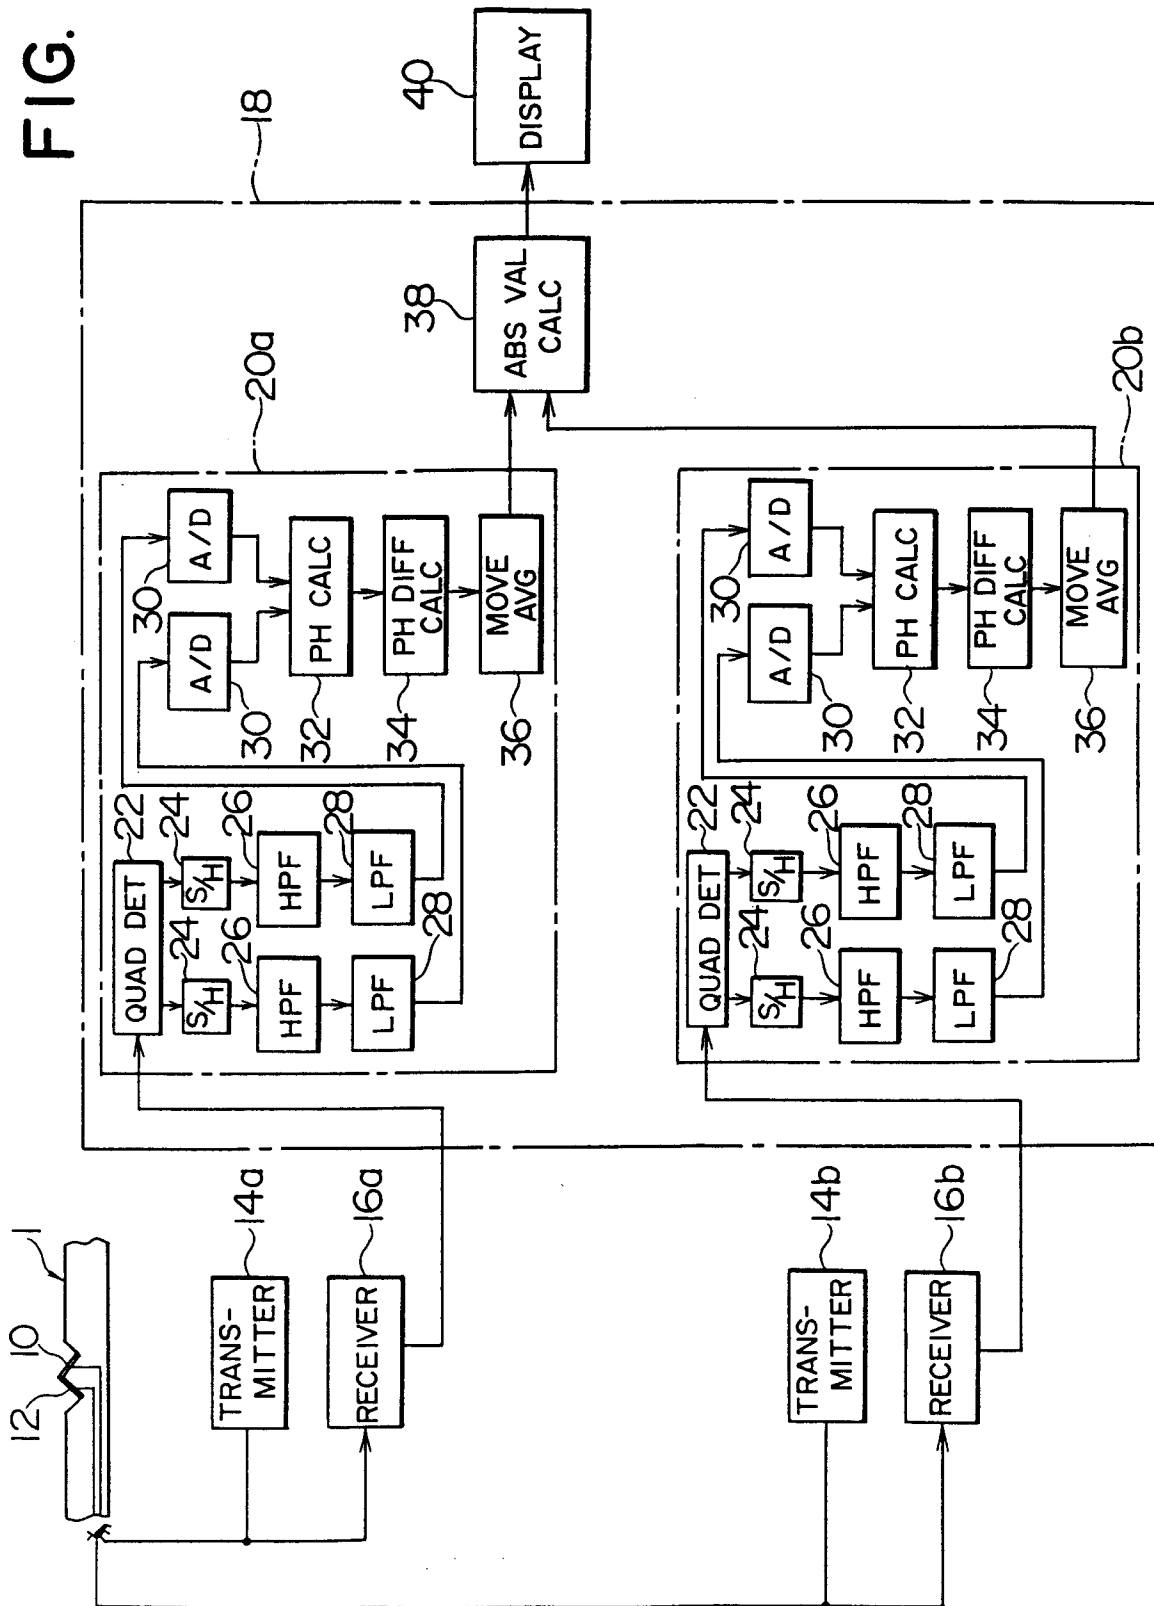 FIG.
1
10
12
TRANS-
MITTER
14a
RECEIVER
16a
18
20a
QUAD DET
22
S/H
24
S/H
24
HPF
26
HPF
26
LPF
28
LPF
28
A/D
30
A/D
30
PH CALC
32
PH DIFF
CALC
34
MOVE
AVG
36
ABS VAL
CALC
38
DISPLAY
40
TRANS-
MITTER
14b
RECEIVER
16b
20b
QUAD DET
22
S/H
24
S/H
24
HPF
26
HPF
26
LPF
28
LPF
28
A/D
30
A/D
30
PH CALC
32
PH DIFF
CALC
34
MOVE
AVG
36